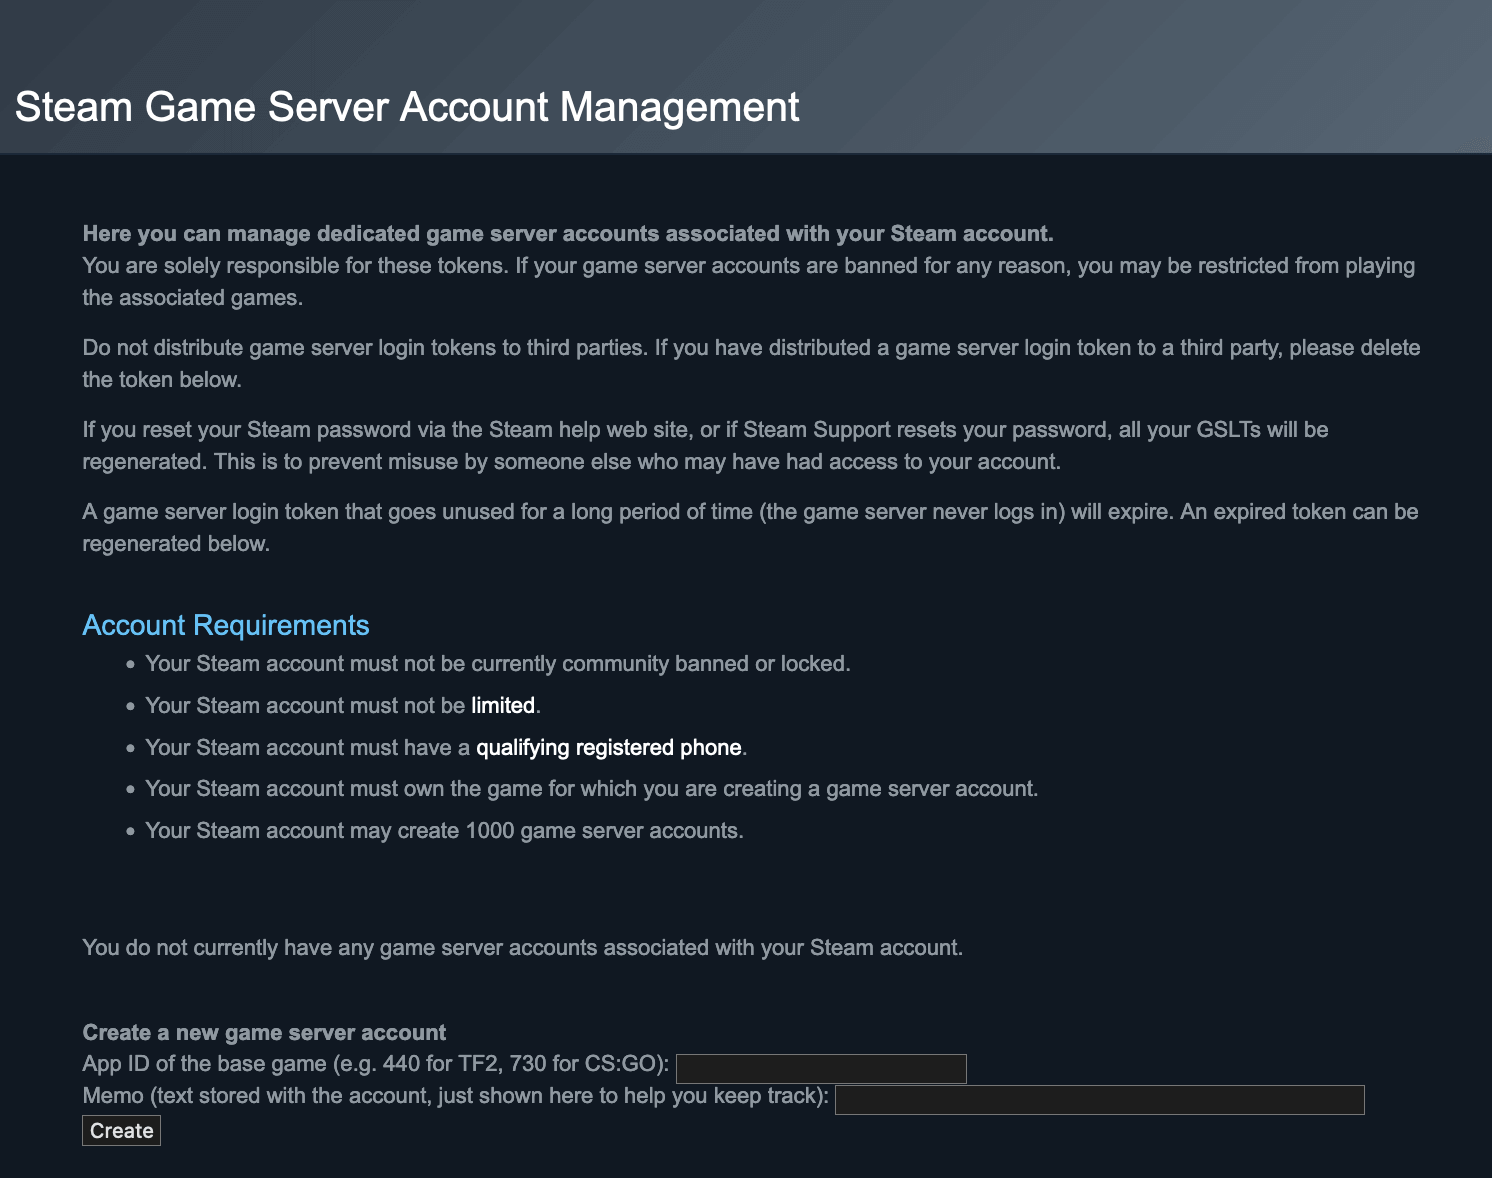 Steam Game Server Account Management
Here you can manage dedicated game server accounts associated with your Steam account.
You are solely responsible for these tokens. If your game server accounts are banned for any reason, you may be restricted from playing
the associated games.
Do not distribute game server login tokens to third parties. If you have distributed a game server login token to a third party, please delete
the token below.
If you reset your Steam password via the Steam help web site, or if Steam Support resets your password, all your GSLTs will be
regenerated. This is to prevent misuse by someone else who may have had access to your account.
A game server login token that goes unused for a long period of time (the game server never logs in) will expire. An expired token can be
regenerated below.
Account Requirements
• Your Steam account must not be currently community banned or locked.
• Your Steam account must not be limited.
• Your Steam account must have a qualifying registered phone.
• Your Steam account must own the game for which you are creating a game server account.
• Your Steam account may create 1000 game server accounts.
You do not currently have any game server accounts associated with your Steam account.
Create a new game server account
App ID of the base game (e.g. 440 for TF2, 730 for CS:GO):
Memo (text stored with the account, just shown here to help you keep track):
Create